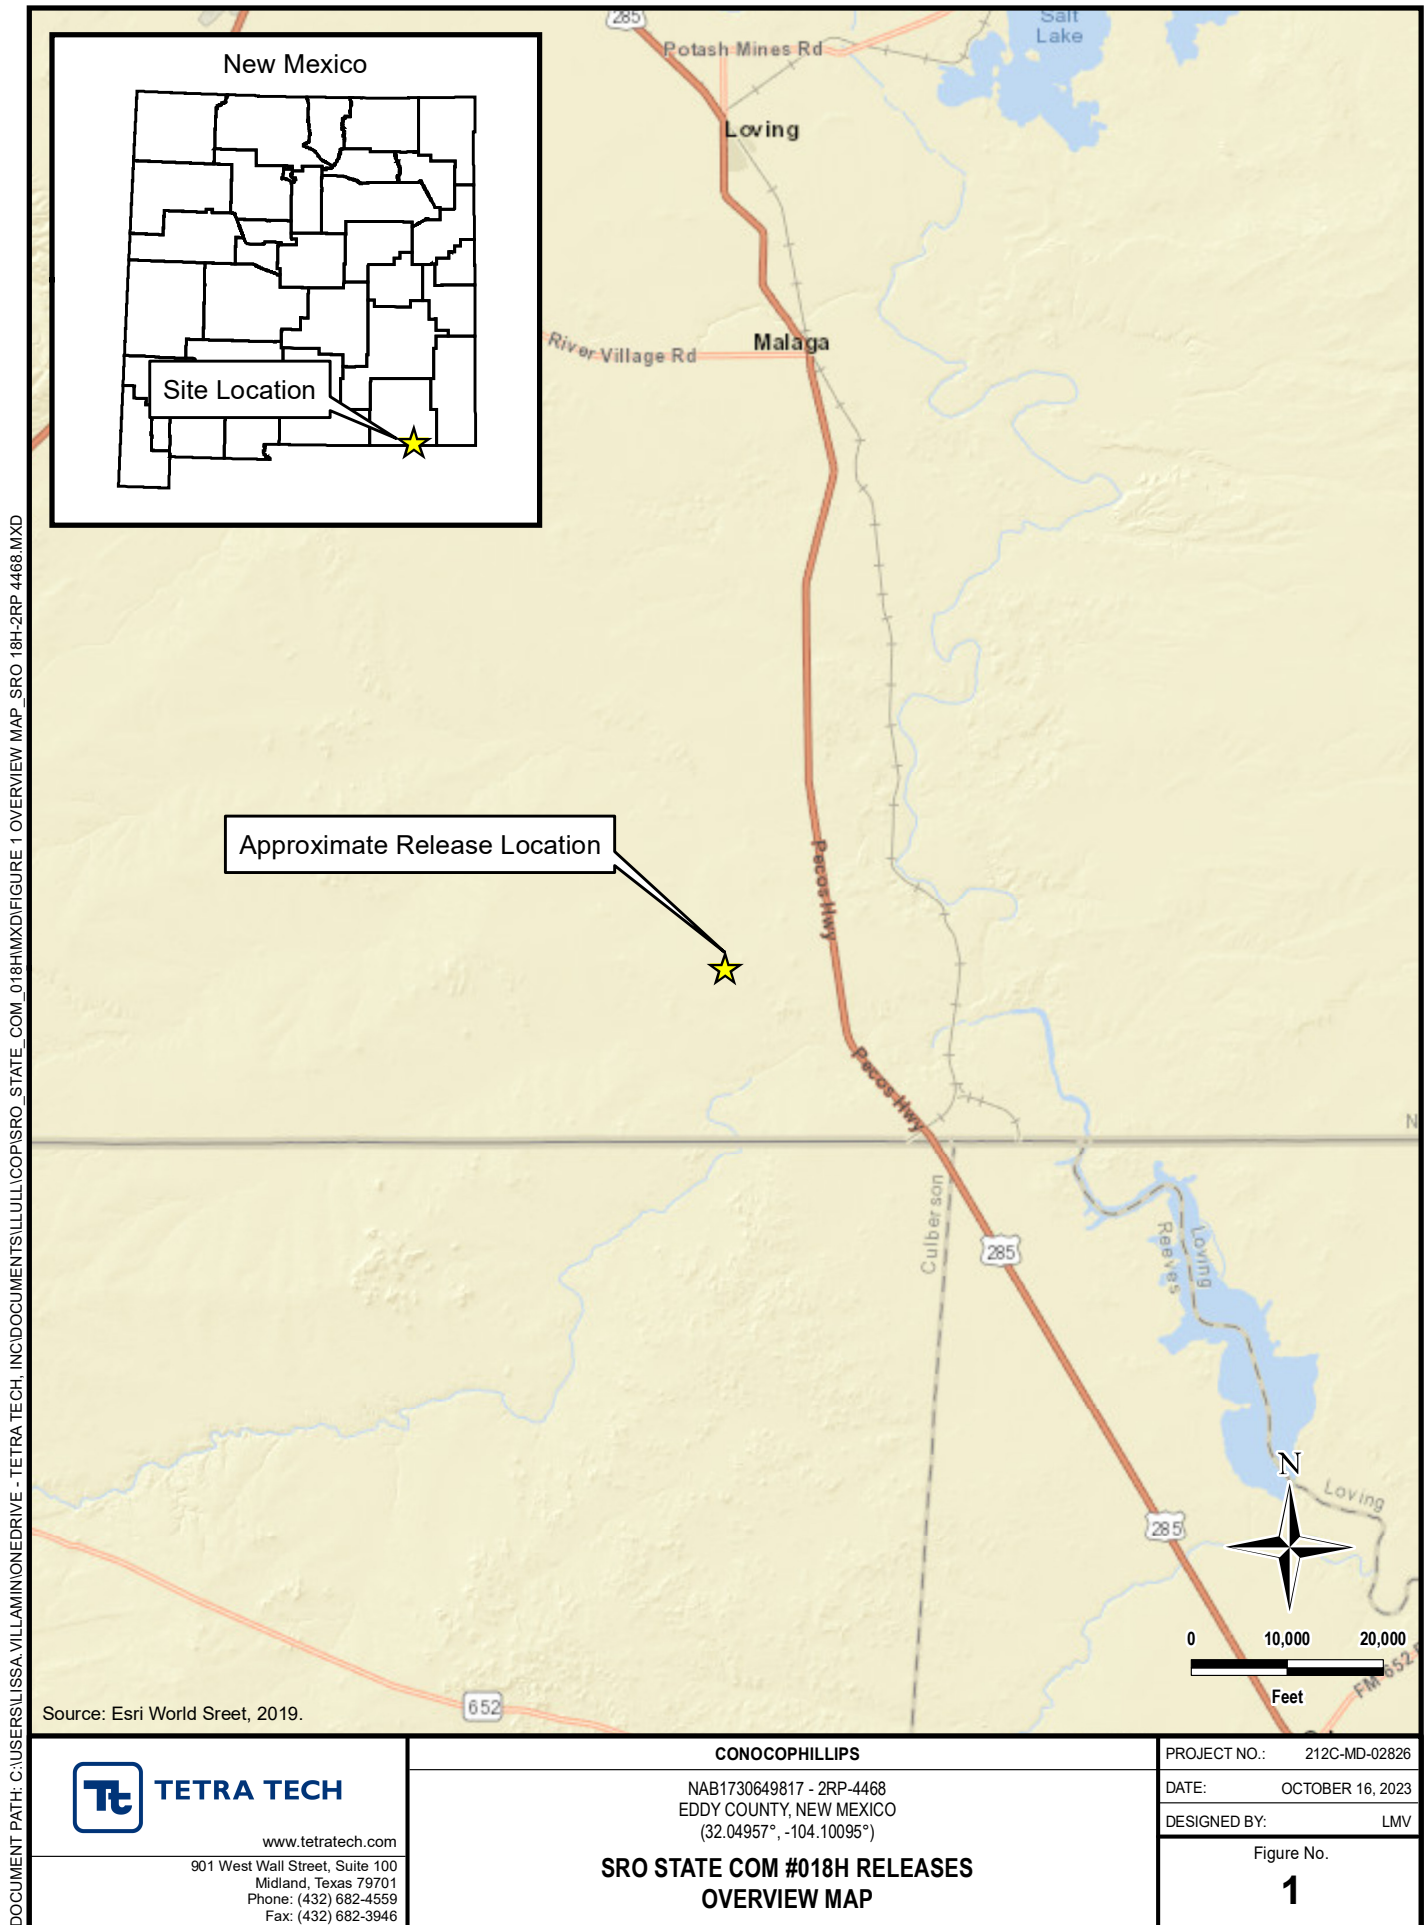 DOCUMENT PATH: C:\USERS\LISSA.VILLAMIN\ONEDRIVE - TETRA TECH, INC\DOCUMENTS\LLULL\COP\SRO_STATE_COM_018H\MXD\FIGURE 1 OVERVIEW MAP_SRO 18H-2RP 4468.MXD
New Mexico
Site Location
285
Potash Mines Rd
Salt
Lake
Loving
River Village Rd
Malaga
Approximate Release Location
Pecos Hwy
Pecos Hwy
N
Culberson
285
Reeves
Loving
N
Loving
285
0 10,000 20,000
Feet
FM 652
652
Source: Esri World Sreet, 2019.
Tt TETRA TECH
www.tetratech.com
901 West Wall Street, Suite 100
Midland, Texas 79701
Phone: (432) 682-4559
Fax: (432) 682-3946
CONOCOPHILLIPS
NAB1730649817 - 2RP-4468
EDDY COUNTY, NEW MEXICO
(32.04957°, -104.10095°)
SRO STATE COM #018H RELEASES
OVERVIEW MAP
PROJECT NO.: 212C-MD-02826
DATE: OCTOBER 16, 2023
DESIGNED BY: LMV
Figure No.
1